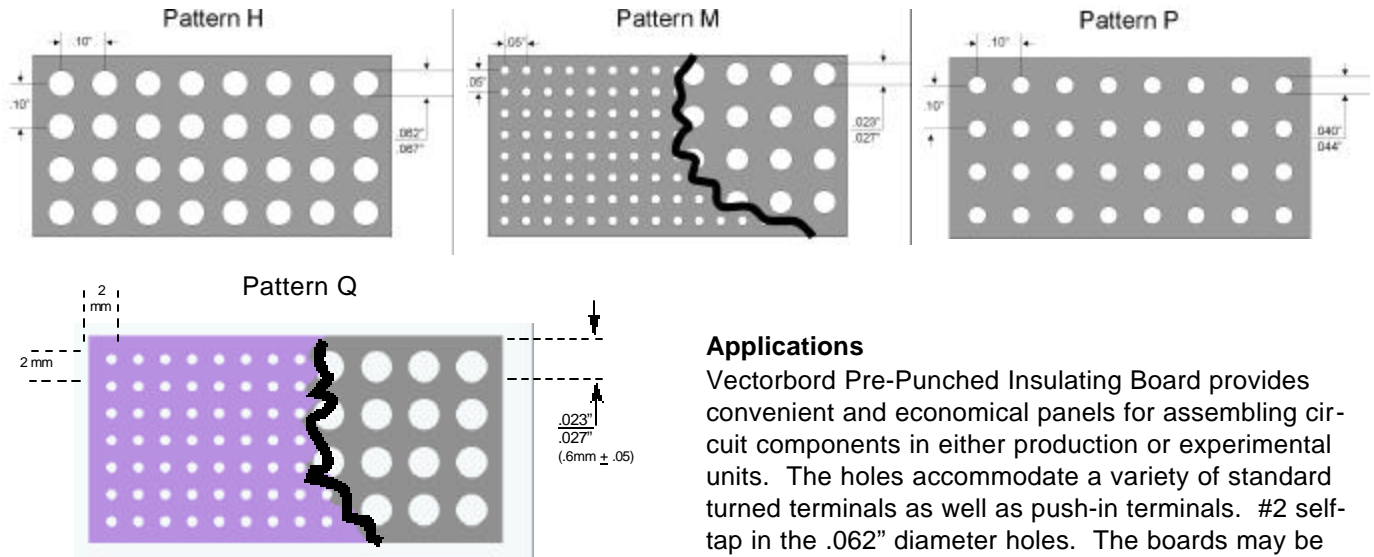 Pattern H
Pattern M
Pattern P
.10"
.10"
.062"
.067"
.05"
.05"
.023"
.027"
.10"
.10"
.040"
.044"
Pattern Q
2
mm
2 mm
.023”
.027”
(.6mm ± .05)
Applications
Vectorbord Pre-Punched Insulating Board provides
convenient and economical panels for assembling cir-
cuit components in either production or experimental
units. The holes accommodate a variety of standard
turned terminals as well as push-in terminals. #2 self-
tap in the .062” diameter holes. The boards may be